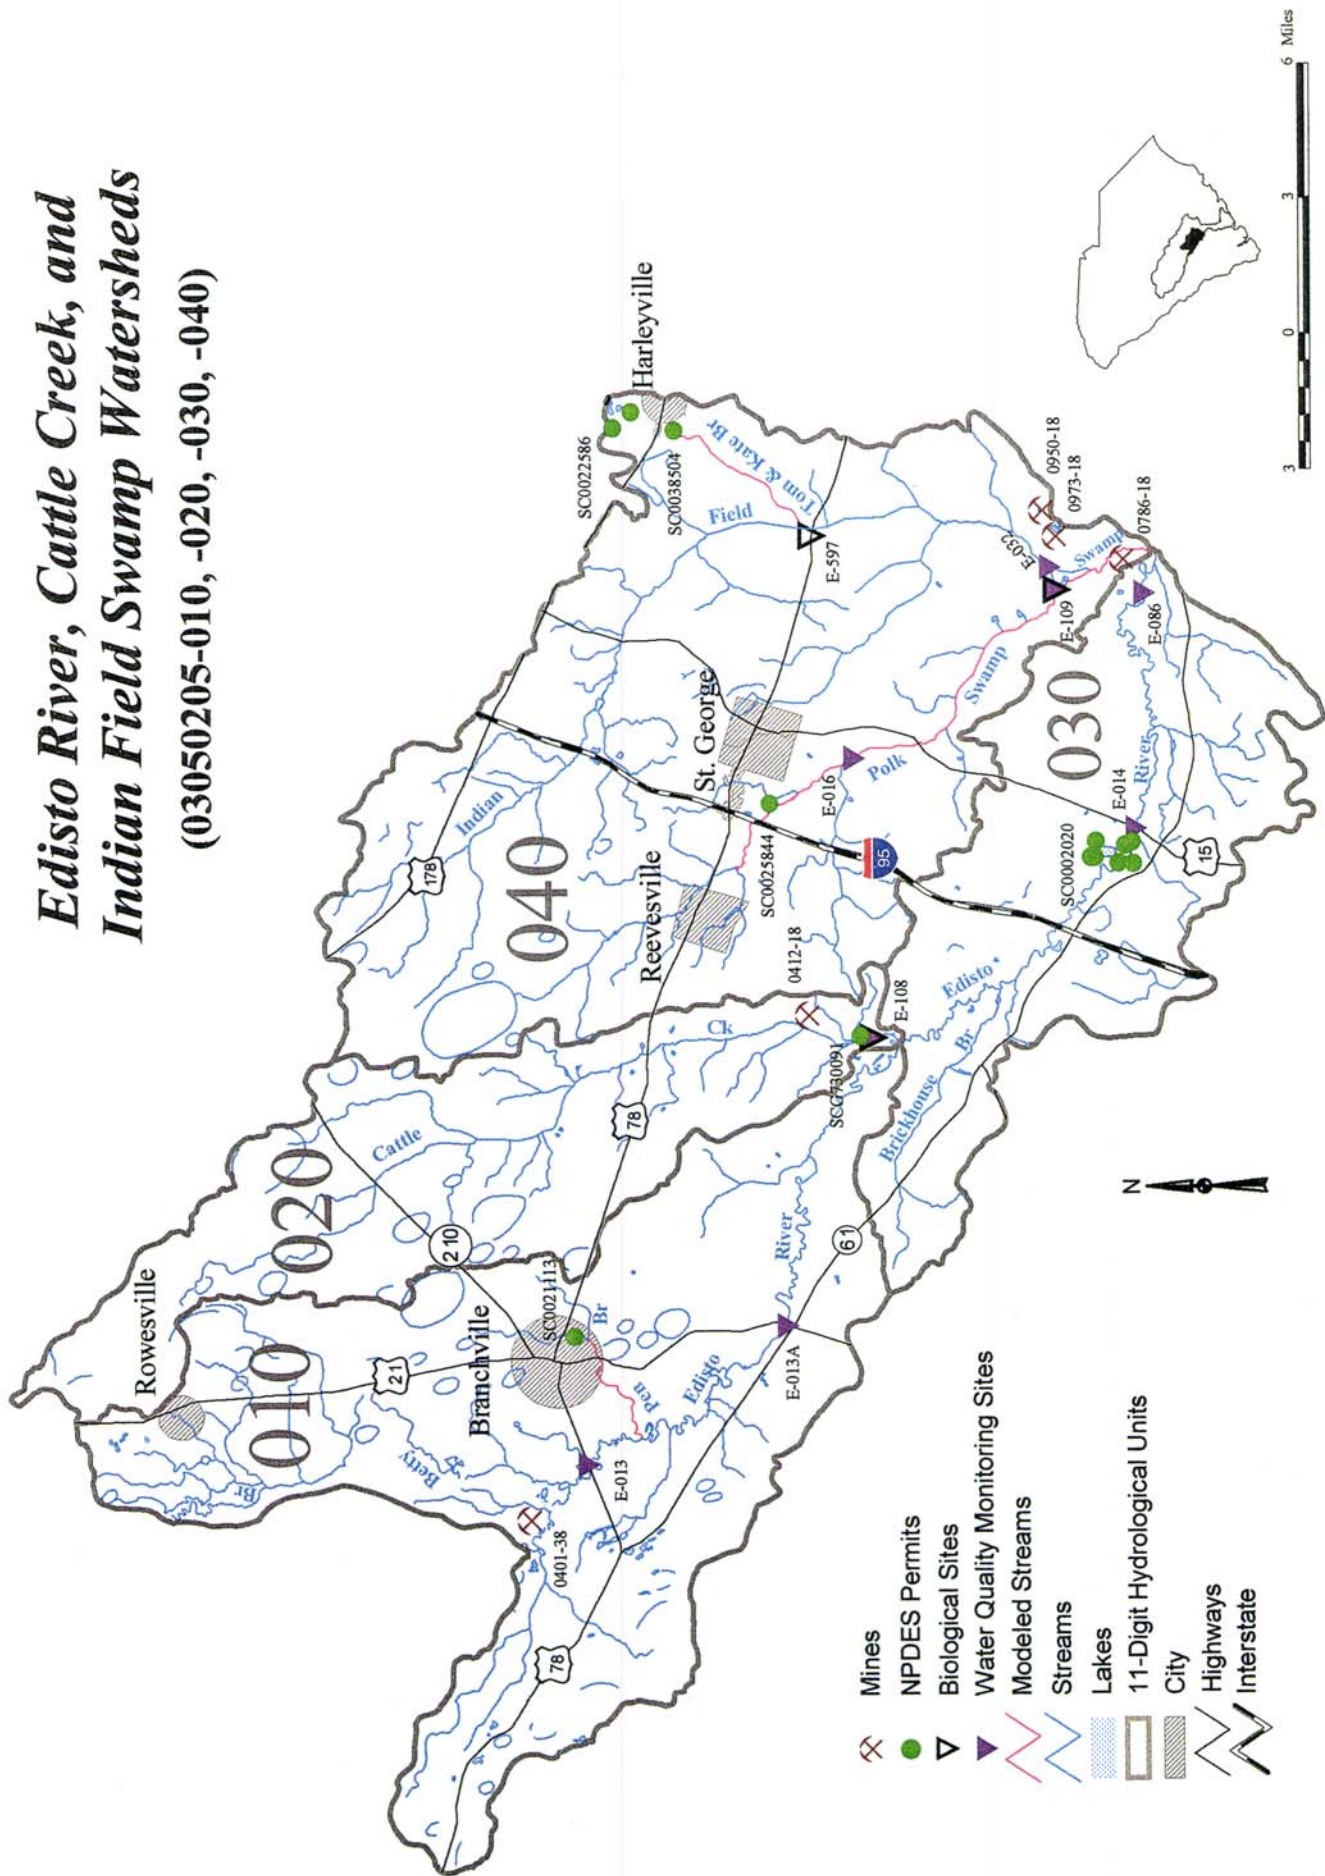 Edisto River, Cattle Creek, and
Indian Field Swamp Watersheds
(03050205-010, -020, -030, -040)
Rowesville
010
020
21
210
Br
Betty
Branchville
SC0021113
Br
Pen
Edisto
River
0401-38
E-013
78
E-013A
61
Cattle
Ck
78
040
178
Indian
Reevesville
St. George
95
0412-18
SCG730091
E-108
SC0025844
E-016
Polk
Swamp
Brickhouse
Br
Edisto
River
SC0002020
E-014
15
030
SC0022586
SC0038504
Harleyville
Tom & Kate Br
Field
E-597
E-032
0950-18
0973-18
Swamp
E-109
0786-18
E-086
N
Mines
NPDES Permits
Biological Sites
Water Quality Monitoring Sites
Modeled Streams
Streams
Lakes
11-Digit Hydrological Units
City
Highways
Interstate
3 0 3 6 Miles